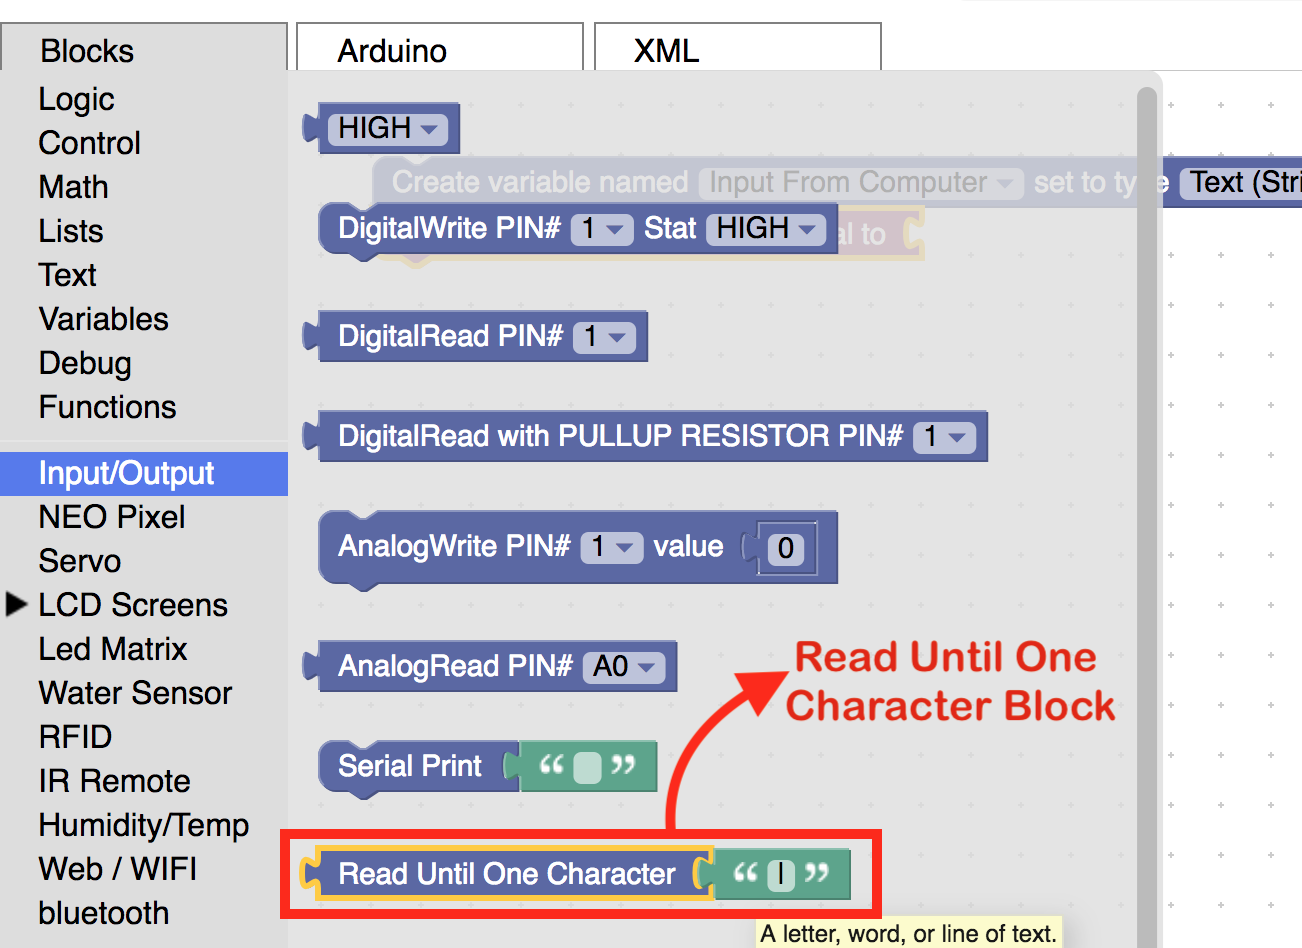 Blocks
Arduino
XML
Logic
Control
Math
Lists
Text
Variables
Debug
Functions
Input/Output
NEO Pixel
Servo
LCD Screens
Led Matrix
Water Sensor
RFID
IR Remote
Humidity/Temp
Web / WIFI
bluetooth
HIGH
Create variable named Input From Computer set to type Text (Stri
DigitalWrite PIN# 1 Stat HIGH
al to
DigitalRead PIN# 1
DigitalRead with PULLUP RESISTOR PIN# 1
AnalogWrite PIN# 1 value 0
AnalogRead PIN# A0
Read Until One
Character Block
Serial Print “ ”
Read Until One Character “ | ”
A letter, word, or line of text.